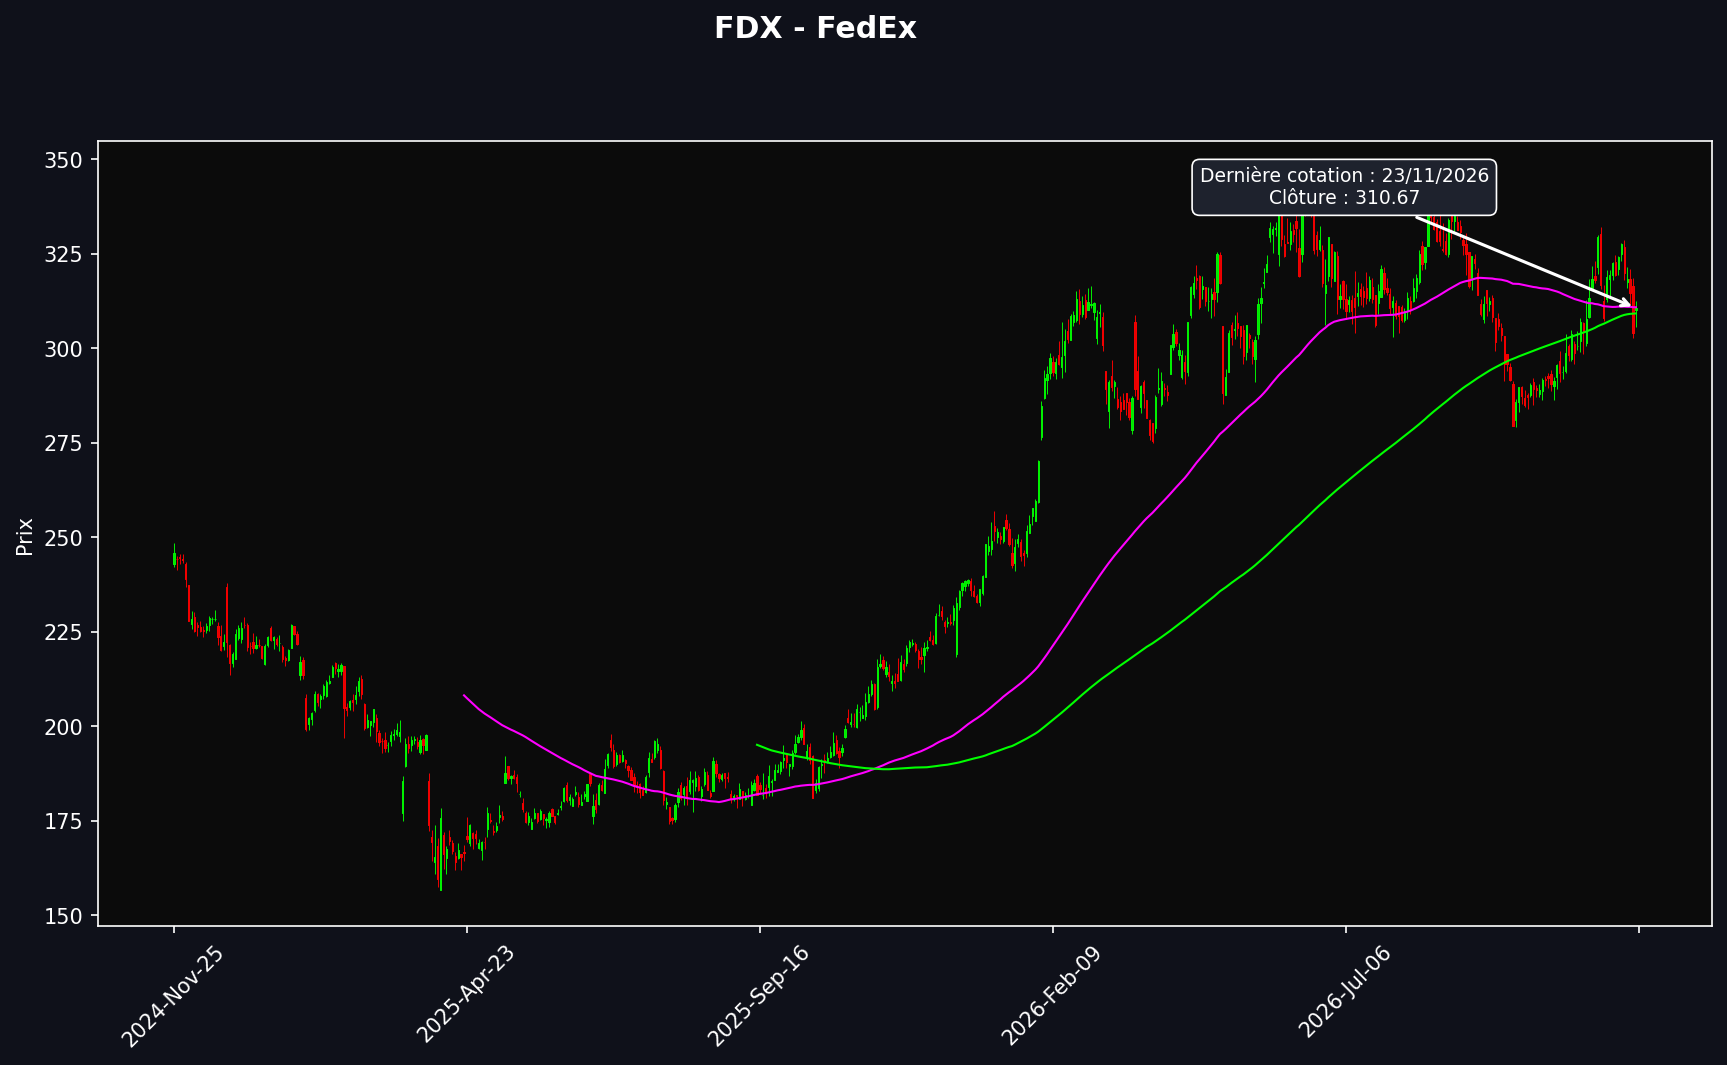 FDX - FedEx
Dernière cotation : 23/11/2026
Clôture : 310.67
Prix
350
325
300
275
250
225
200
175
150
2024-Nov-25
2025-Apr-23
2025-Sep-16
2026-Feb-09
2026-Jul-06